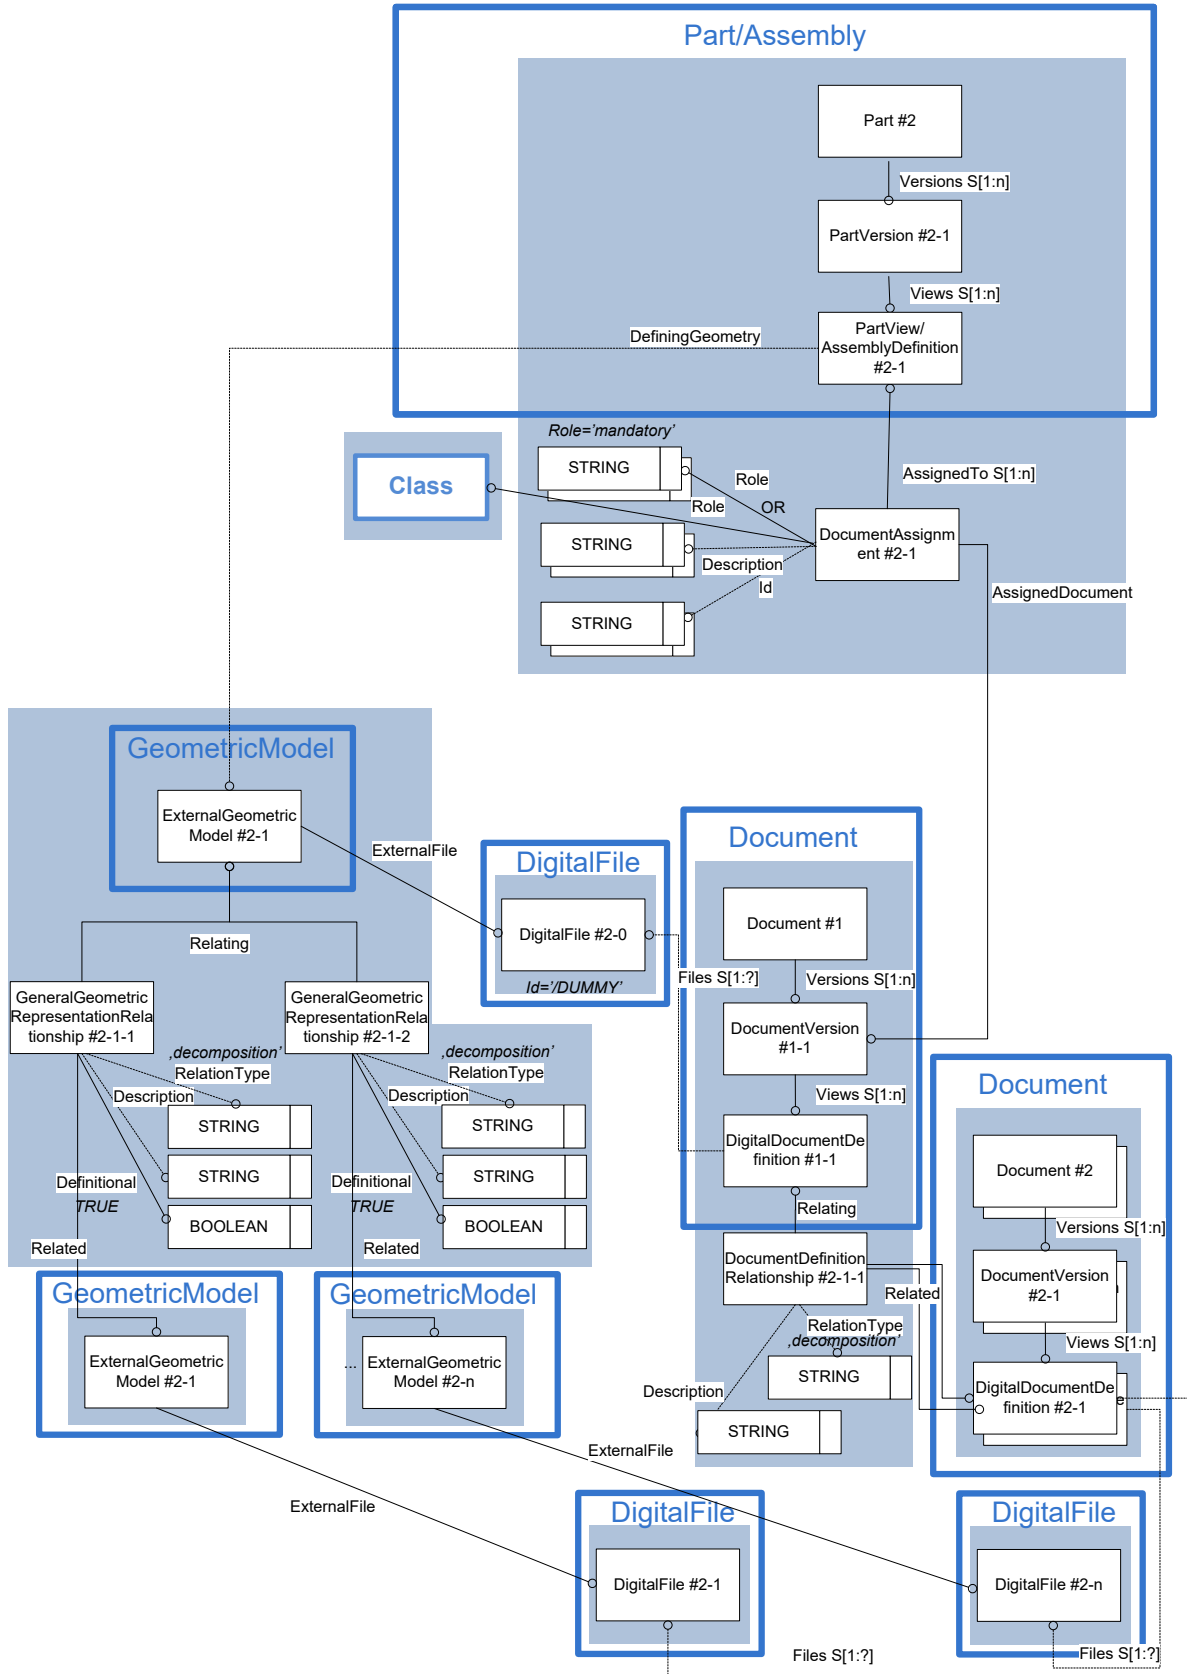 Part/Assembly
Part #2
Versions S[1:n]
PartVersion #2-1
Views S[1:n]
PartView/
AssemblyDefinition
#2-1
DefiningGeometry
Role='mandatory'
STRING
Class
Role
Role
OR
AssignedTo S[1:n]
STRING
DocumentAssignm
ent #2-1
Description
Id
AssignedDocument
STRING
GeometricModel
ExternalGeometric
Model #2-1
ExternalFile
DigitalFile
DigitalFile #2-0
Id='/DUMMY'
Document
Document #1
Files S[1:?]
Versions S[1:n]
DocumentVersion
#1-1
Views S[1:n]
DigitalDocumentDe
finition #1-1
Relating
Relating
GeneralGeometric
RepresentationRela
tionship #2-1-1
GeneralGeometric
RepresentationRela
tionship #2-1-2
‚decomposition’
RelationType
Description
STRING
STRING
Definitional
TRUE
BOOLEAN
Related
‚decomposition’
RelationType
Description
STRING
STRING
Definitional
TRUE
BOOLEAN
Related
DocumentDefinition
Relationship #2-1-1
Related
RelationType
‚decomposition’
STRING
Description
STRING
Document
Document #2
Versions S[1:n]
DocumentVersion
#2-1
Views S[1:n]
DigitalDocumentDe
finition #2-1
e
GeometricModel
ExternalGeometric
Model #2-1
...
GeometricModel
ExternalGeometric
Model #2-n
ExternalFile
ExternalFile
DigitalFile
DigitalFile #2-1
Files S[1:?]
DigitalFile
DigitalFile #2-n
Files S[1:?]